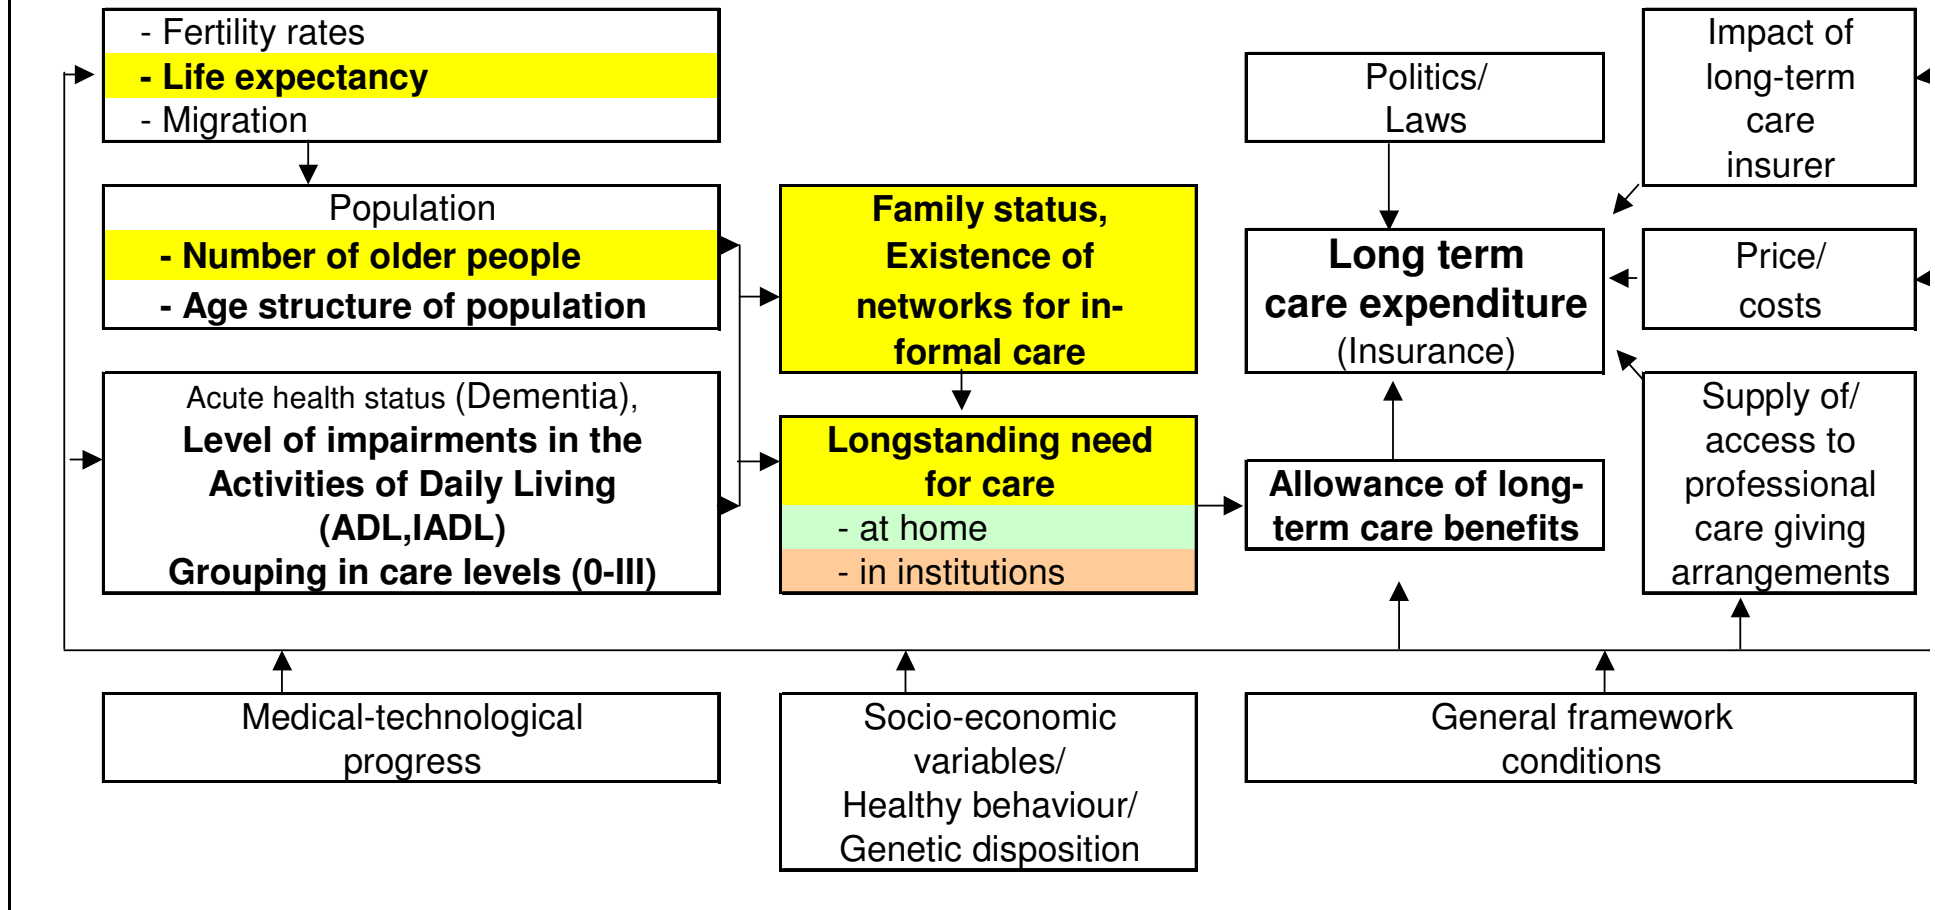 - Fertility rates
- Life expectancy
- Migration
Population
- Number of older people
- Age structure of population
Acute health status (Dementia),
Level of impairments in the
Activities of Daily Living
(ADL,IADL)
Grouping in care levels (0-III)
Family status,
Existence of
networks for in-
formal care
Longstanding need
for care
- at home
- in institutions
Politics/
Laws
Long term
care expenditure
(Insurance)
Allowance of long-
term care benefits
Impact of
long-term
care
insurer
Price/
costs
Supply of/
access to
professional
care giving
arrangements
Medical-technological
progress
Socio-economic
variables/
Healthy behaviour/
Genetic disposition
General framework
conditions